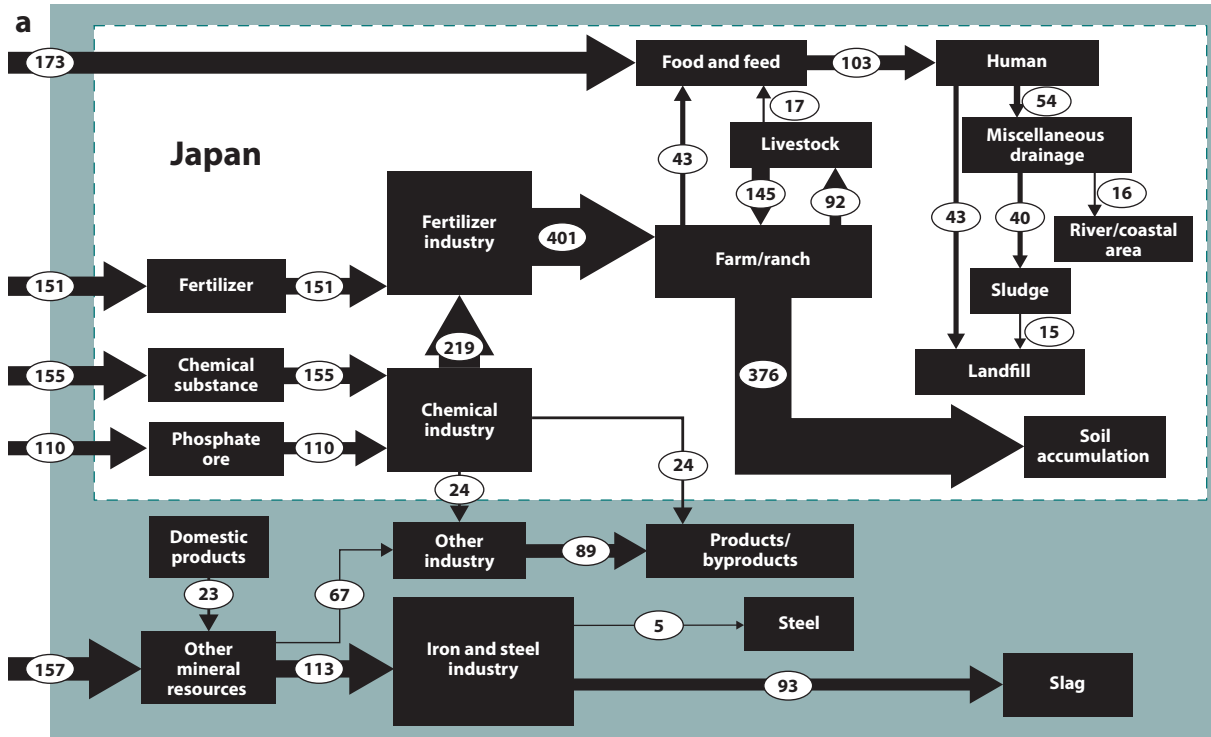 a
173
Food and feed
103
Human
17
54
Japan
43
Livestock
Miscellaneous
drainage
145
92
43
40
16
Fertilizer
industry
401
Farm/ranch
River/coastal
area
151
Fertilizer
151
Sludge
219
15
155
Chemical
substance
155
376
Landfill
Chemical
industry
110
Phosphate
ore
110
Soil
accumulation
24
24
Domestic
products
Other
industry
89
Products/
byproducts
23
67
Iron and steel
industry
5
Steel
157
Other
mineral
resources
113
93
Slag